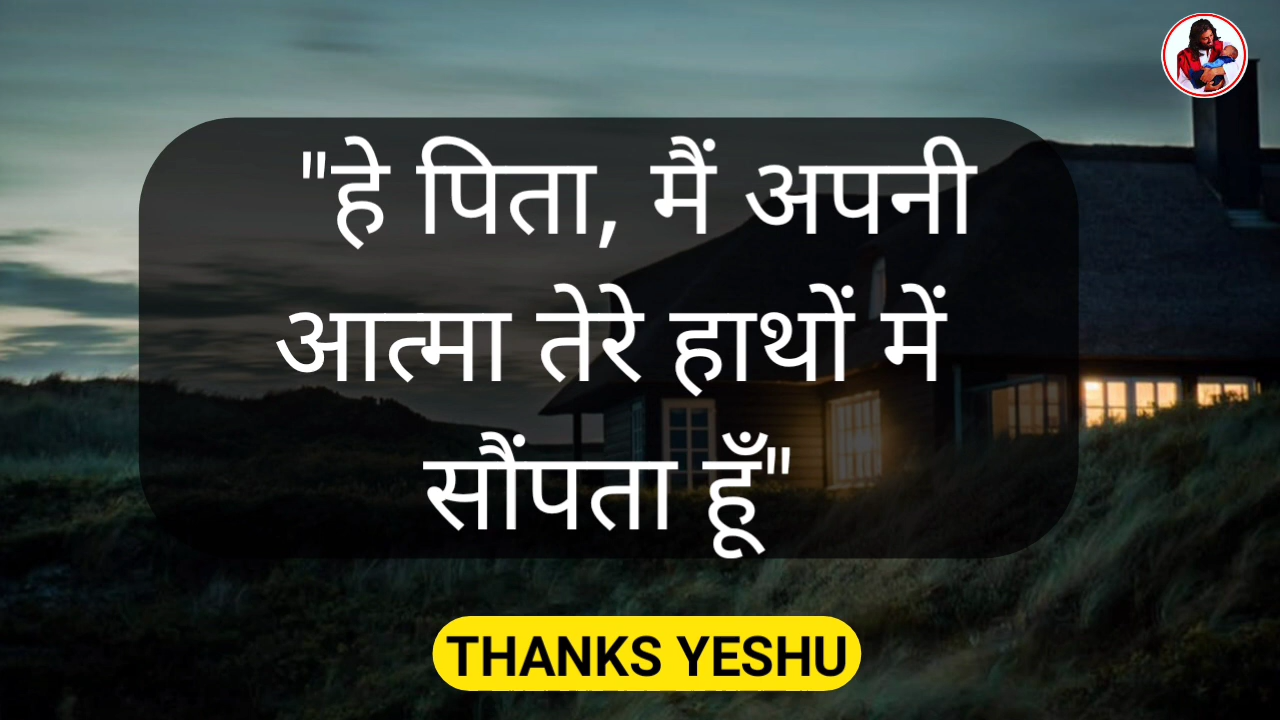 "हे पिता, मैं अपनी
आत्मा तेरे हाथों में
सौंपता हूँ"
THANKS YESHU